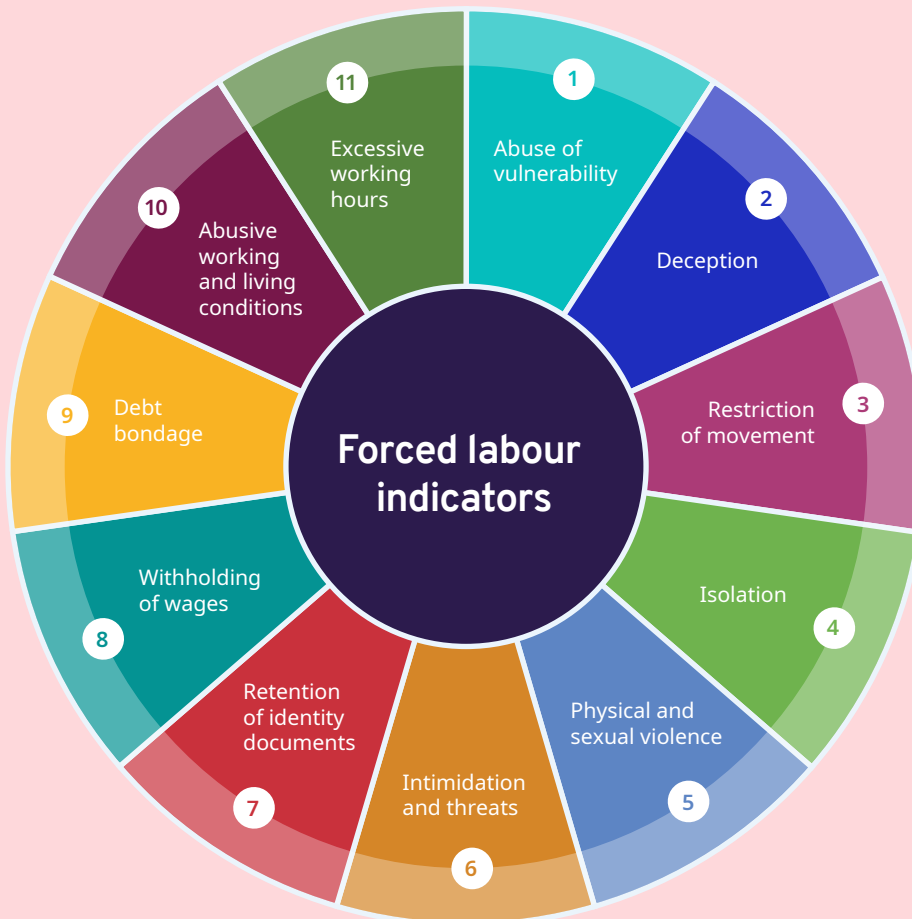 Forced labour
indicators
1
Abuse of
vulnerability
2
Deception
3
Restriction
of movement
4
Isolation
5
Physical and
sexual violence
6
Intimidation
and threats
7
Retention
of identity
documents
8
Withholding
of wages
9
Debt
bondage
10
Abusive
working
and living
conditions
11
Excessive
working
hours